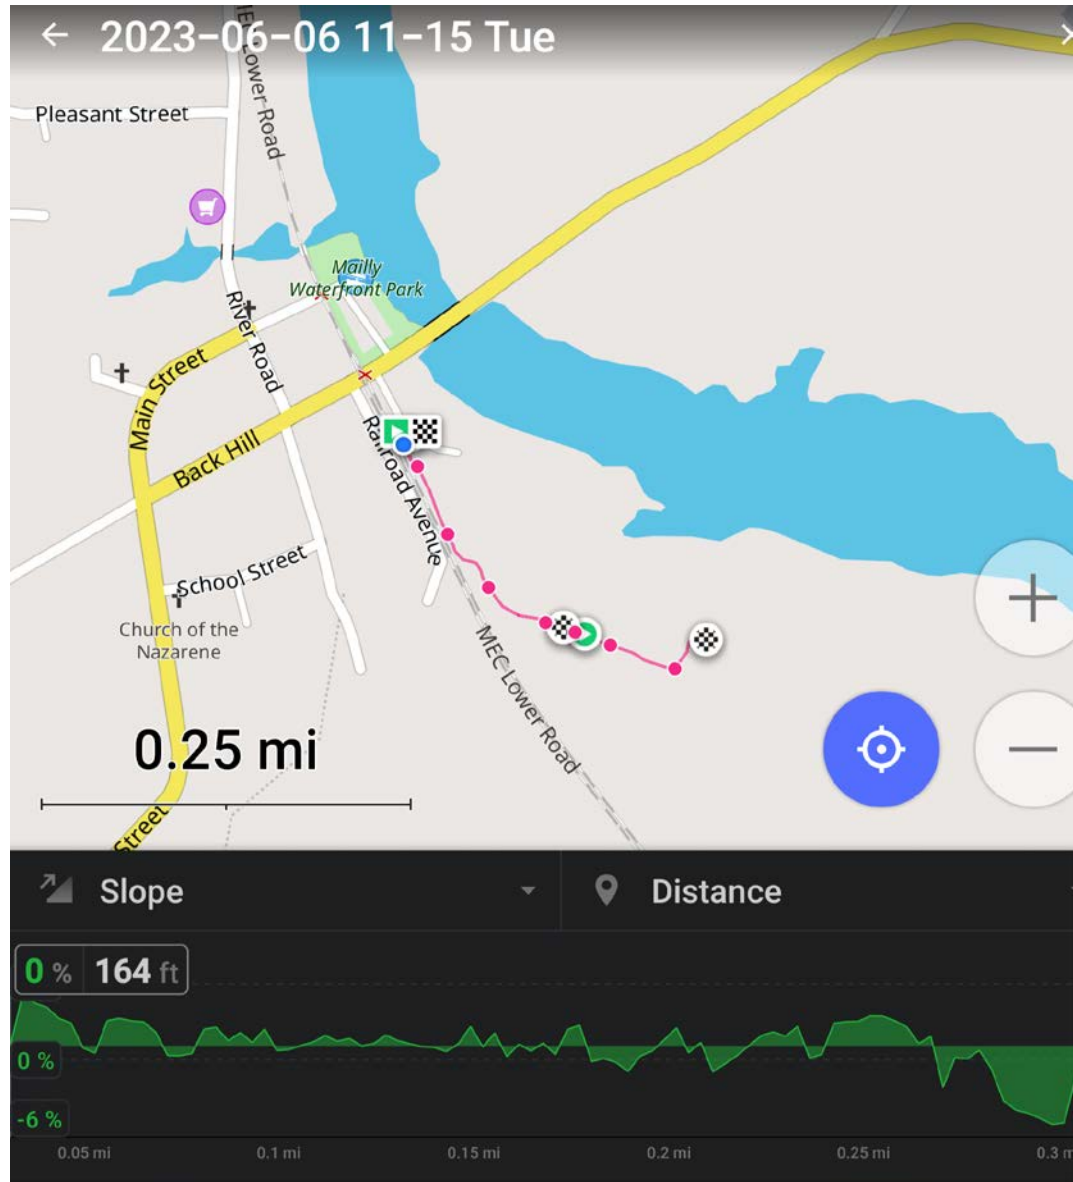 2023-06-06 11-15 Tue
Lower Road
Pleasant Street
Mailly
Waterfront Park
River Road
Main Street
Back Hill
Railroad Avenue
School Street
Church of the
Nazarene
MEC Lower Road
0.25 mi
Street
Slope
Distance
0 %
164 ft
0 %
-6 %
0.05 mi
0.1 mi
0.15 mi
0.2 mi
0.25 mi
0.3